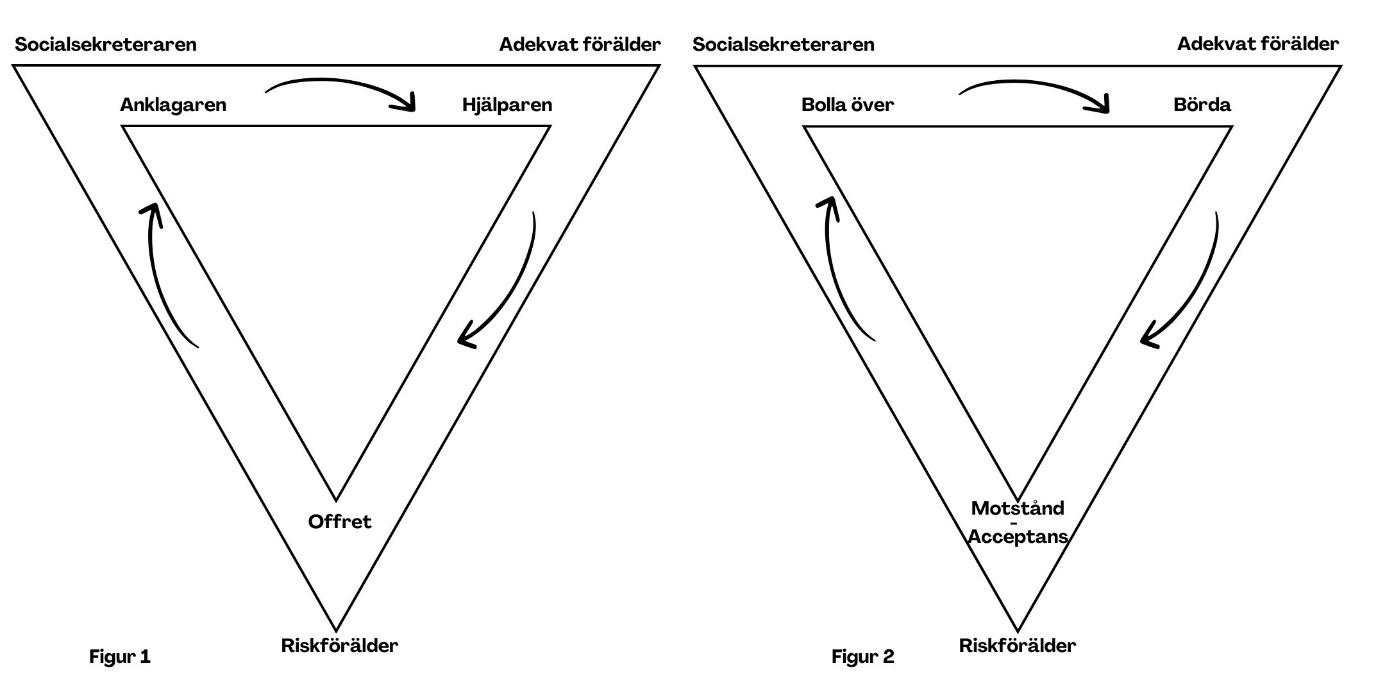 Socialsekreteraren
Adekvat förälder
Anklagaren
Hjälparen
Offret
Riskförälder
Figur 1
Socialsekreteraren
Adekvat förälder
Bolla över
Börda
Motstånd
-
Acceptans
Riskförälder
Figur 2